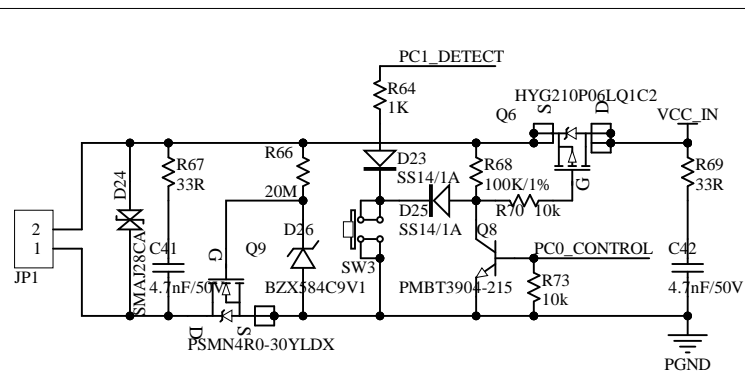 PC1_DETECT
R64
1K
HYG210P06LQ1C2
Q6
S
D
VCC_IN
R67
33R
R66
20M
D23
SS14/1A
R68
100K/1%
G
R69
33R
D24
SMAJ28CA
D25
SS14/1A
R70
10k
2
1
JP1
C41
4.7nF/50V
G
Q9
D26
BZX584C9V1
SW3
Q8
PMBT3904-215
PC0_CONTROL
R73
10k
C42
4.7nF/50V
D
S
PSMN4R0-30YLDX
PGND